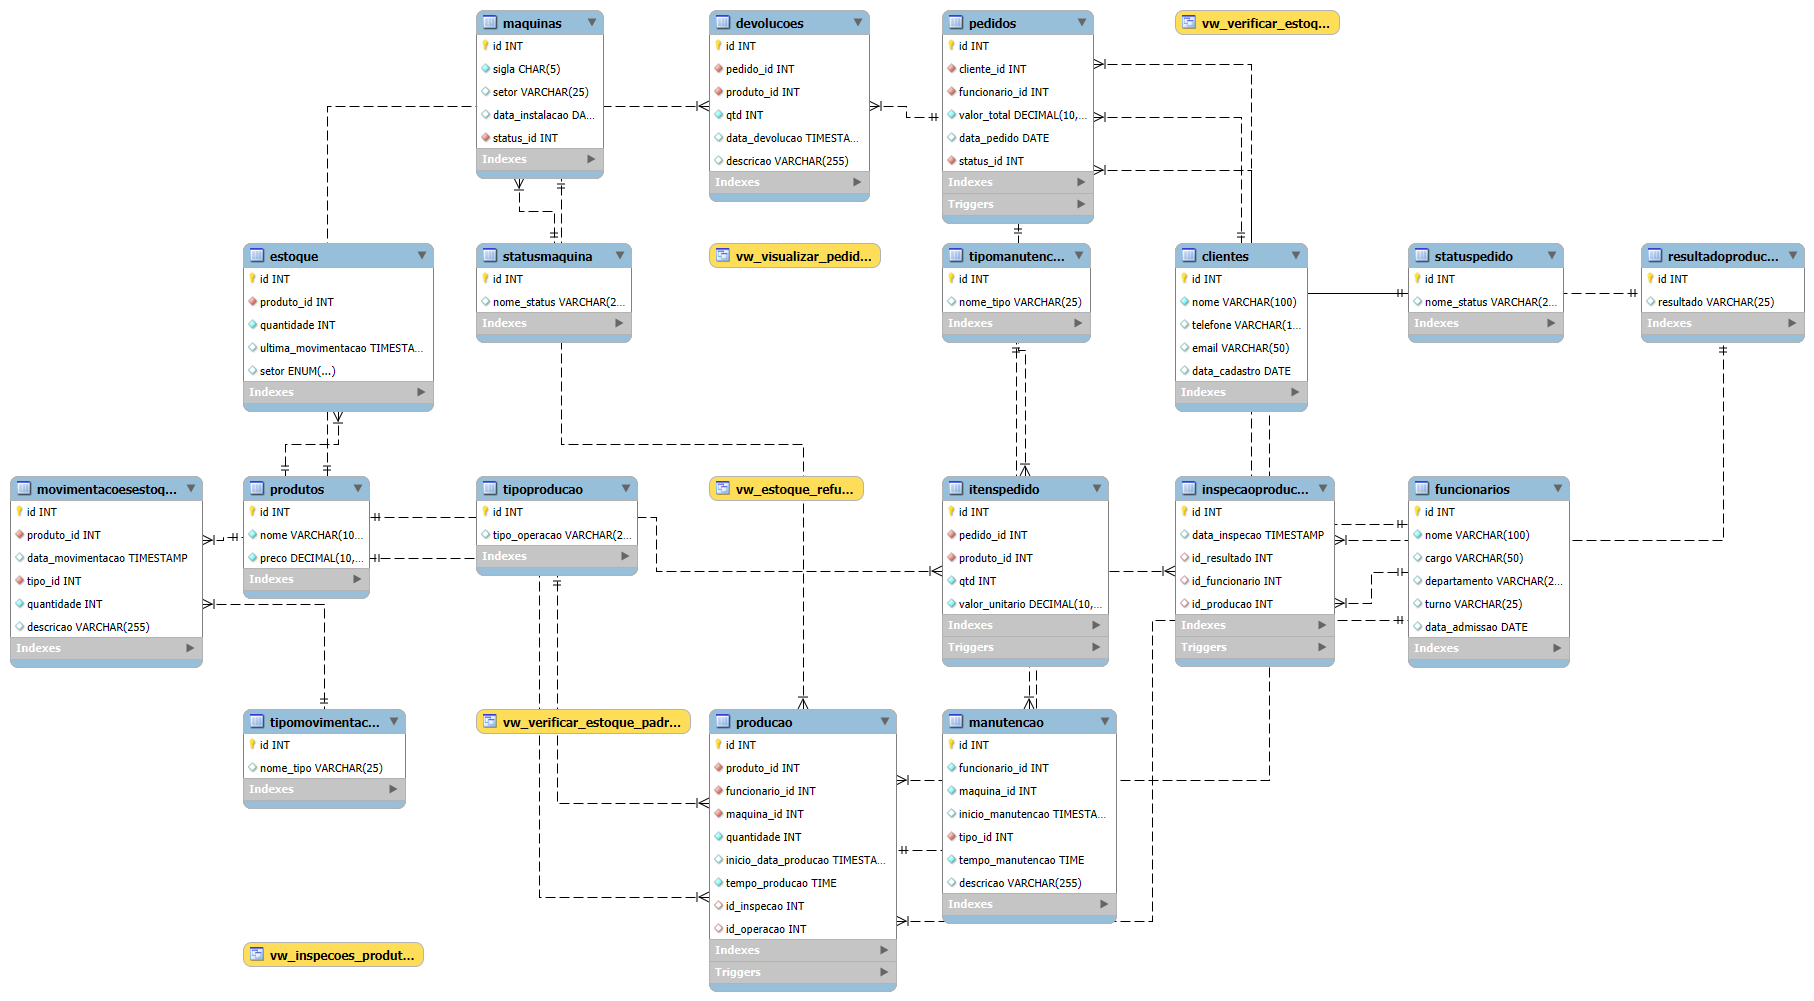 maquinas
id INT
sigla CHAR(5)
setor VARCHAR(25)
data_instalacao DA...
status_id INT
Indexes
devolucoes
id INT
pedido_id INT
produto_id INT
qtd INT
data_devolucao TIMESTA...
descricao VARCHAR(255)
Indexes
pedidos
id INT
cliente_id INT
funcionario_id INT
valor_total DECIMAL(10,...
data_pedido DATE
status_id INT
Indexes
Triggers
vw_verificar_estoq...
estoque
id INT
produto_id INT
quantidade INT
ultima_movimentacao TIMESTA...
setor ENUM(...)
Indexes
statusmaquina
id INT
nome_status VARCHAR(2...
Indexes
vw_visualizar_pedid...
tipomanutenc...
id INT
nome_tipo VARCHAR(25)
Indexes
clientes
id INT
nome VARCHAR(100)
telefone VARCHAR(1...
email VARCHAR(50)
data_cadastro DATE
Indexes
statuspedido
id INT
nome_status VARCHAR(2...
Indexes
resultadoproduc...
id INT
resultado VARCHAR(25)
Indexes
movimentacoesestoq...
id INT
produto_id INT
data_movimentacao TIMESTAMP
tipo_id INT
quantidade INT
descricao VARCHAR(255)
Indexes
produtos
id INT
nome VARCHAR(10...
preco DECIMAL(10,...
Indexes
tipoproducao
id INT
tipo_operacao VARCHAR(2...
Indexes
vw_estoque_refu...
itenspedido
id INT
pedido_id INT
produto_id INT
qtd INT
valor_unitario DECIMAL(10,...
Indexes
Triggers
inspecaoproduc...
id INT
data_inspecao TIMESTAMP
id_resultado INT
id_funcionario INT
id_producao INT
Indexes
Triggers
funcionarios
id INT
nome VARCHAR(100)
cargo VARCHAR(50)
departamento VARCHAR(2...
turno VARCHAR(25)
data_admissao DATE
Indexes
tipomovimentac...
id INT
nome_tipo VARCHAR(25)
Indexes
vw_verificar_estoque_padr...
producao
id INT
produto_id INT
funcionario_id INT
maquina_id INT
quantidade INT
inicio_data_producao TIMESTA...
tempo_producao TIME
id_inspecao INT
id_operacao INT
Indexes
Triggers
manutencao
id INT
funcionario_id INT
maquina_id INT
inicio_manutencao TIMESTA...
tipo_id INT
tempo_manutencao TIME
descricao VARCHAR(255)
Indexes
vw_inspecoes_produt...